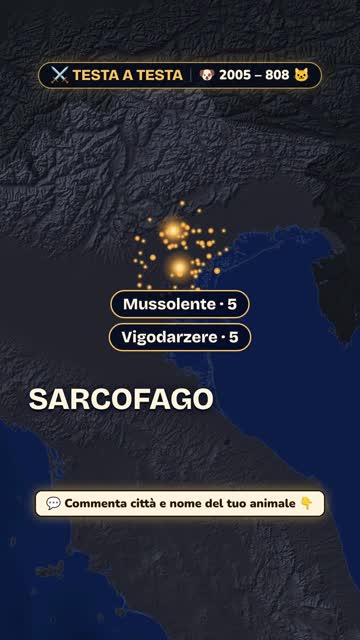 ⚔️ TESTA A TESTA | 🐶 2005 – 808 🐱
Mussolente · 5
Vigodarzere · 5
SARCOFAGO
💬 Commenta città e nome del tuo animale 👇